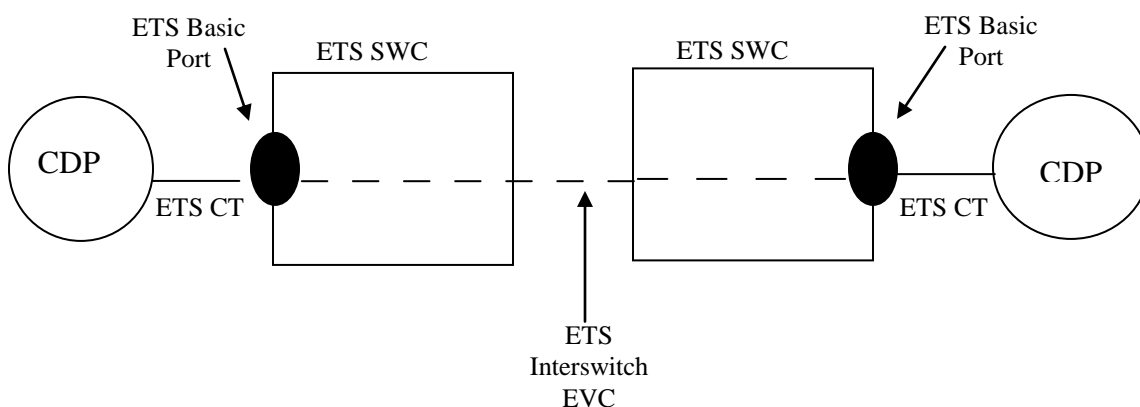 ETS Basic
Port
ETS SWC
ETS SWC
ETS Basic
Port
CDP
ETS CT
ETS CT
CDP
ETS
Interswitch
EVC